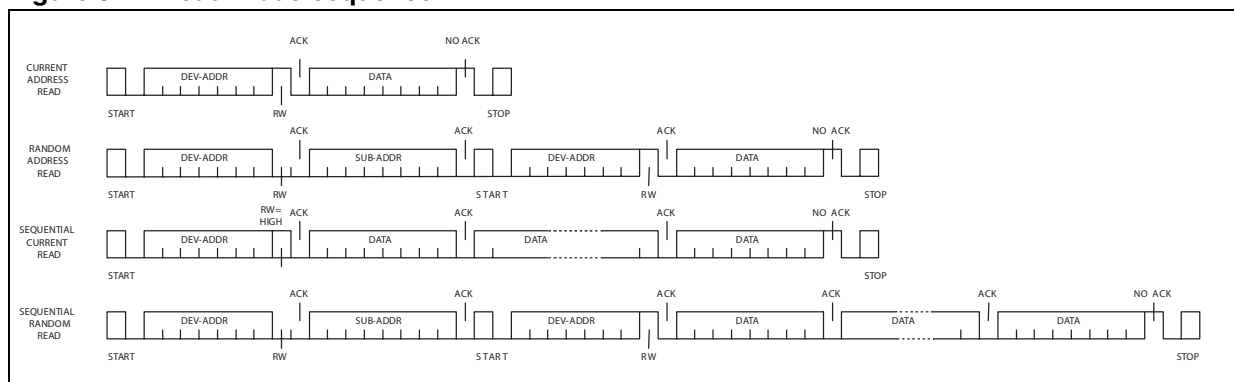 ACK NO ACK
CURRENT
ADDRESS
READ
DEV-ADDR DATA
START RW STOP
ACK ACK ACK NO ACK
RANDOM
ADDRESS
READ
DEV-ADDR SUB-ADDR DEV-ADDR DATA
START RW START RW STOP
RW=
HIGH
ACK ACK ACK NO ACK
SEQUENTIAL
CURRENT
READ
DEV-ADDR DATA DATA DATA
START STOP
ACK ACK ACK ACK ACK NO ACK
SEQUENTIAL
RANDOM
READ
DEV-ADDR SUB-ADDR DEV-ADDR DATA DATA DATA
START RW START RW STOP